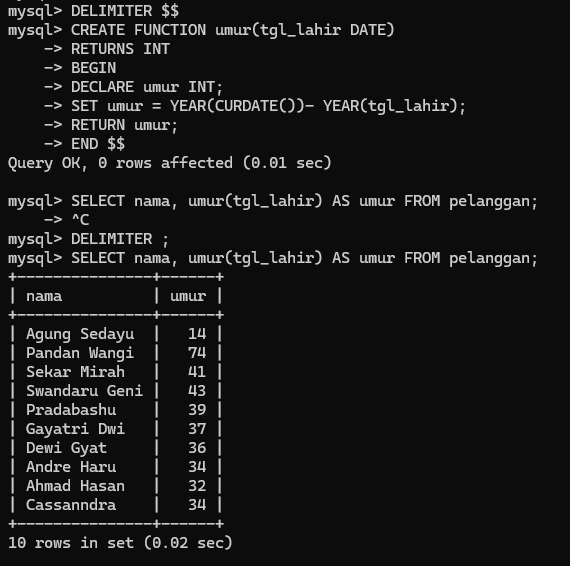 mysql> DELIMITER $$
mysql> CREATE FUNCTION umur(tgl_lahir DATE)
    -> RETURNS INT
    -> BEGIN
    -> DECLARE umur INT;
    -> SET umur = YEAR(CURDATE())- YEAR(tgl_lahir);
    -> RETURN umur;
    -> END $$
Query OK, 0 rows affected (0.01 sec)

mysql> SELECT nama, umur(tgl_lahir) AS umur FROM pelanggan;
    -> ^C
mysql> DELIMITER ;
mysql> SELECT nama, umur(tgl_lahir) AS umur FROM pelanggan;
+---------------+------+
| nama          | umur |
+---------------+------+
| Agung Sedayu  |   14 |
| Pandan Wangi  |   74 |
| Sekar Mirah   |   41 |
| Swandaru Geni |   43 |
| Pradabashu    |   39 |
| Gayatri Dwi   |   37 |
| Dewi Gyat     |   36 |
| Andre Haru    |   34 |
| Ahmad Hasan   |   32 |
| Cassanndra    |   34 |
+---------------+------+
10 rows in set (0.02 sec)